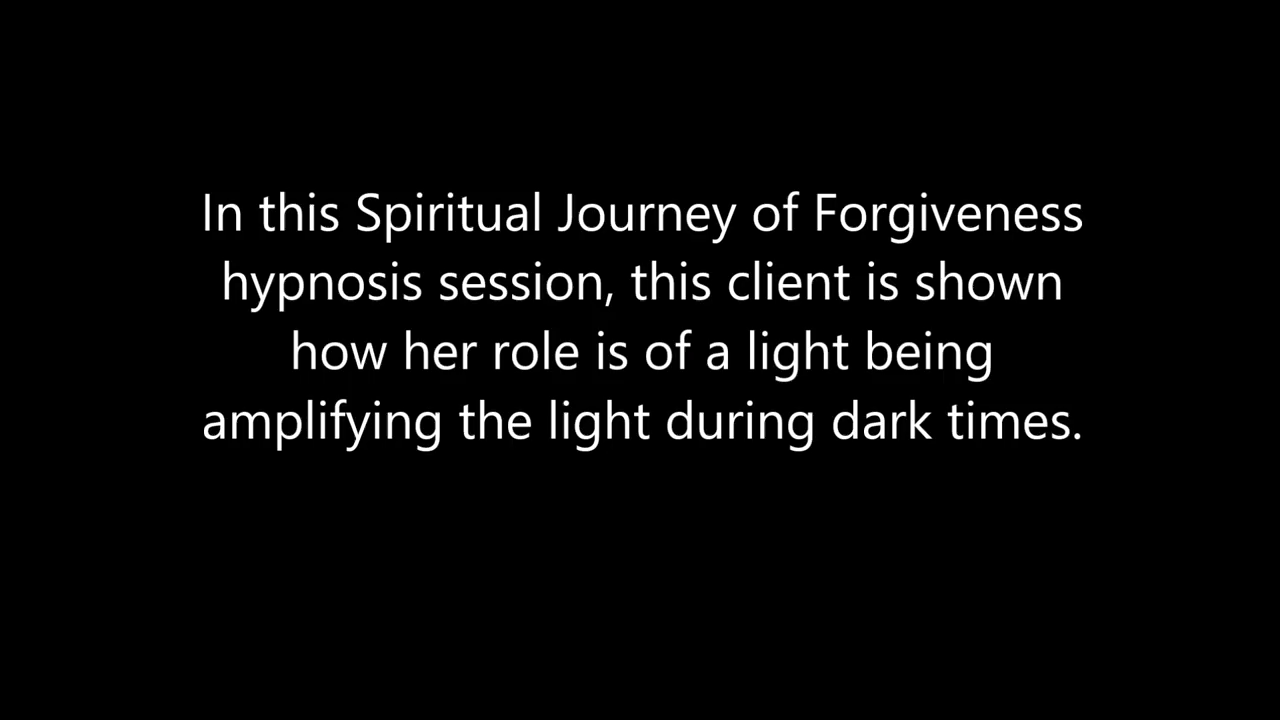 In this Spiritual Journey of Forgiveness
hypnosis session, this client is shown
how her role is of a light being
amplifying the light during dark times.